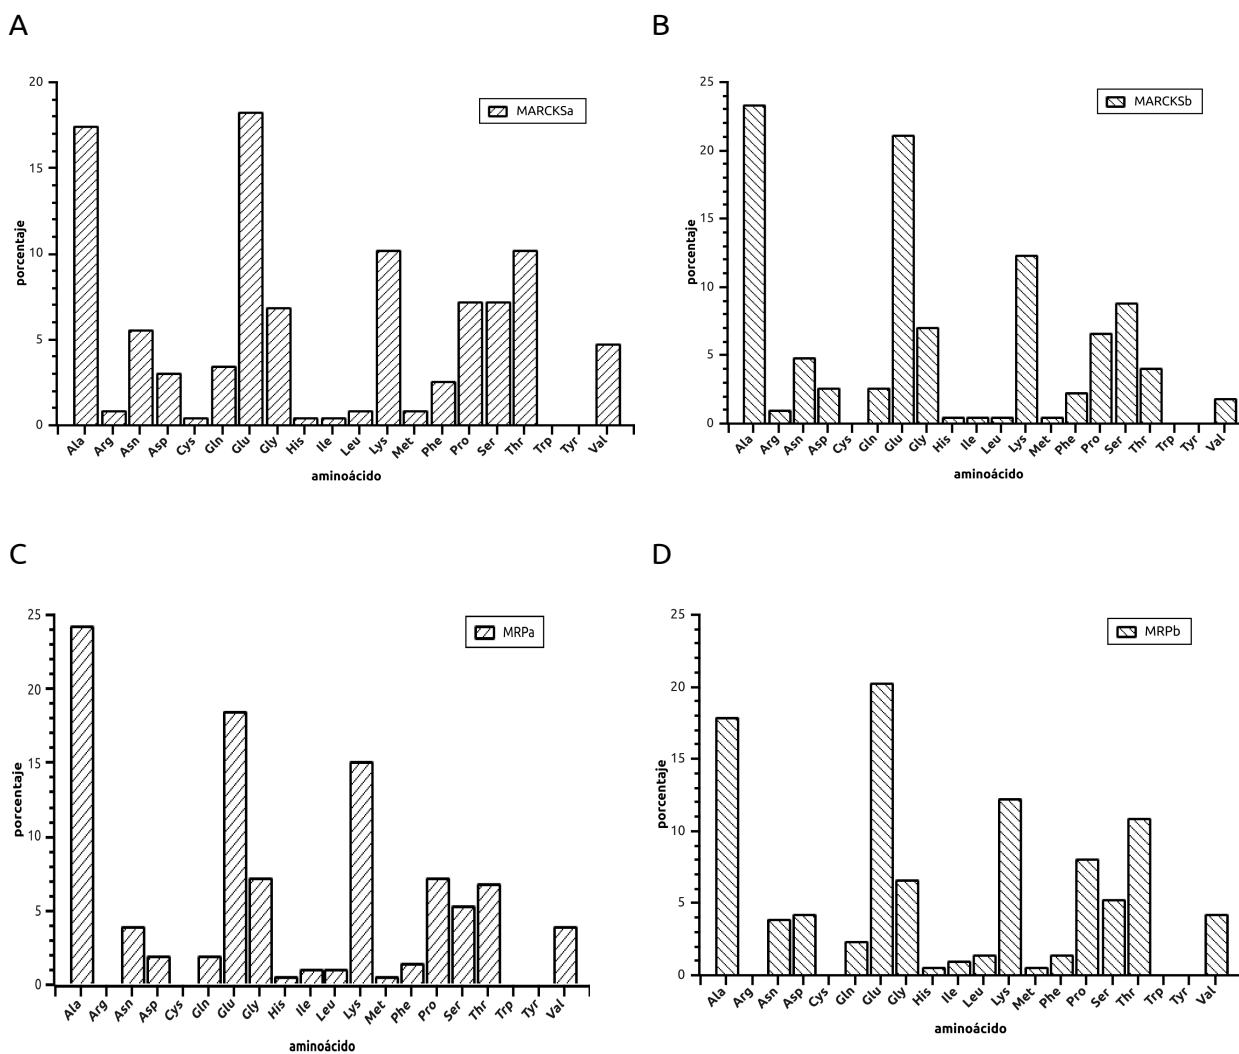 A
20
15
10
5
0
porcentaje
MARCKSa
Ala Arg Asn Asp Cys Gln Glu Gly His Ile Leu Lys Met Phe Pro Ser Thr Trp Tyr Val
aminoácido
B
25
20
15
10
5
0
porcentaje
MARCKSb
Ala Arg Asn Asp Cys Gln Glu Gly His Ile Leu Lys Met Phe Pro Ser Thr Trp Tyr Val
aminoácido
C
25
20
15
10
5
0
porcentaje
MRPa
Ala Arg Asn Asp Cys Gln Glu Gly His Ile Leu Lys Met Phe Pro Ser Thr Trp Tyr Val
aminoácido
D
25
20
15
10
5
0
porcentaje
MRPb
Ala Arg Asn Asp Cys Gln Glu Gly His Ile Leu Lys Met Phe Pro Ser Thr Trp Tyr Val
aminoácido